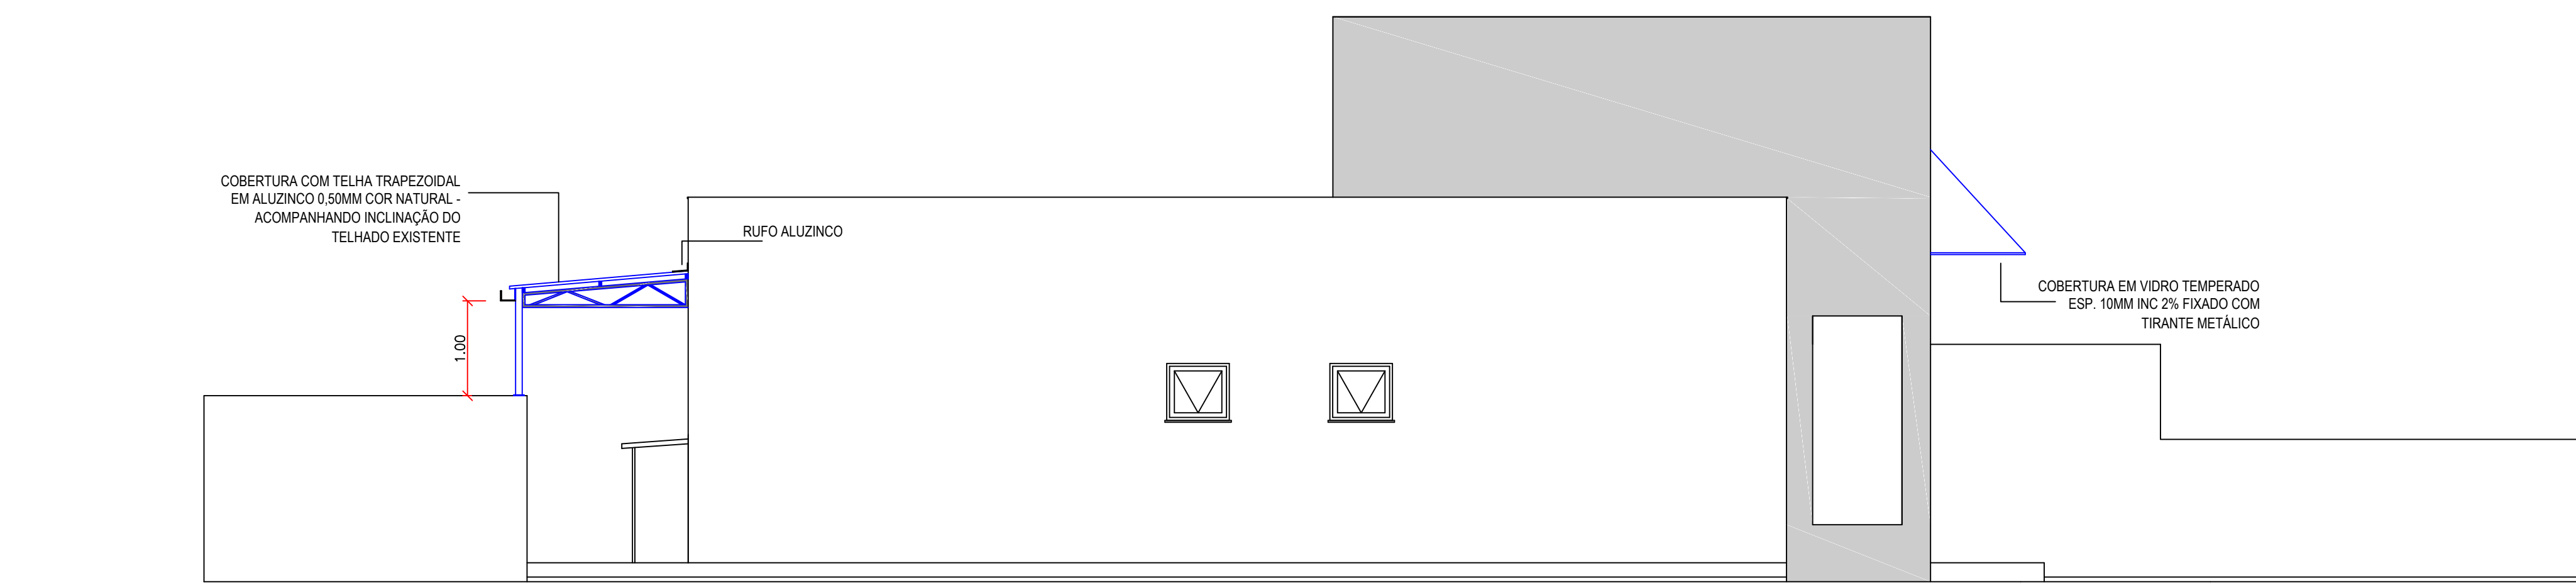 COBERTURA COM TELHA TRAPEZOIDAL
EM ALUZINCO 0,50MM COR NATURAL -
ACOMPANHANDO INCLINAÇÃO DO
TELHADO EXISTENTE
RUFO ALUZINCO
1.00
COBERTURA EM VIDRO TEMPERADO
ESP. 10MM INC 2% FIXADO COM
TIRANTE METÁLICO